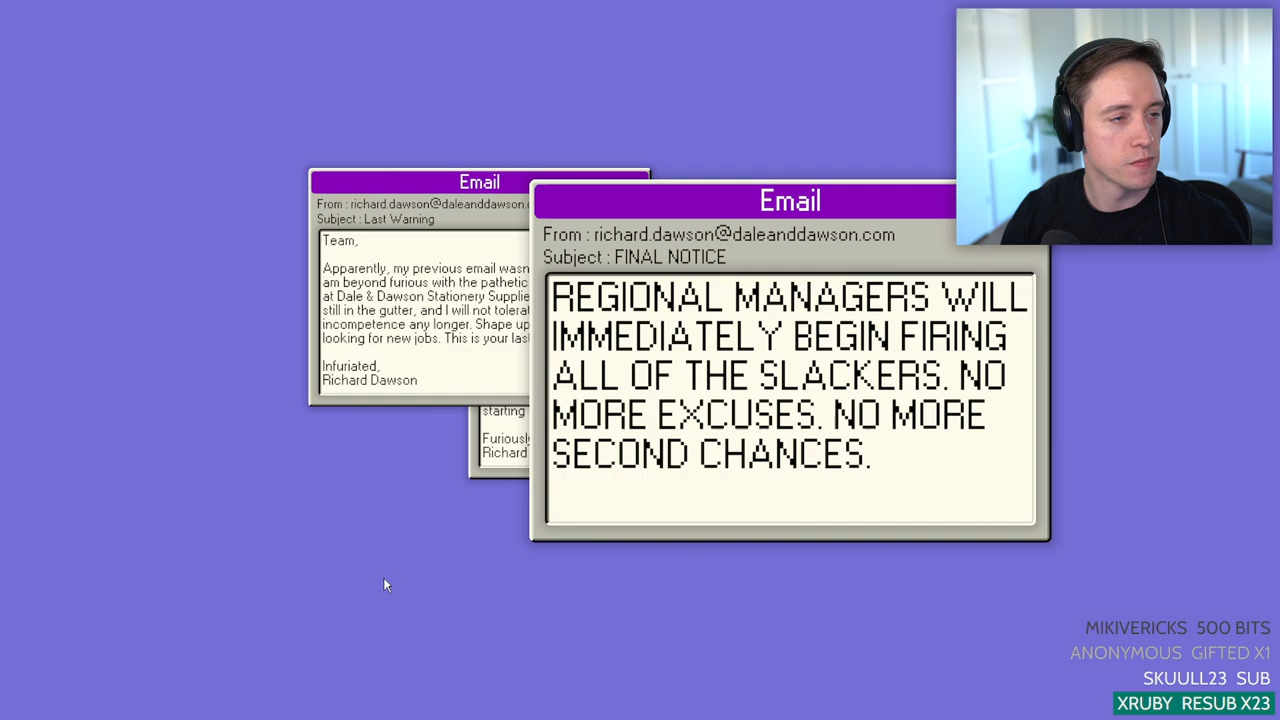 Email
From : richard.dawson@daleanddawson.
Subject : Last Warning
Team,
Apparently, my previous email wasn
am beyond furious with the pathetic
at Dale & Dawson Stationery Supplie
still in the gutter, and I will not tolerat
incompetence any longer. Shape up
looking for new jobs. This is your las
Infuriated,
Richard Dawson
starting
Furiously
Richard
Email
From : richard.dawson@daleanddawson.com
Subject : FINAL NOTICE
REGIONAL MANAGERS WILL
IMMEDIATELY BEGIN FIRING
ALL OF THE SLACKERS. NO
MORE EXCUSES. NO MORE
SECOND CHANCES.
MIKIVERICKS 500 BITS
ANONYMOUS GIFTED X1
SKUULL23 SUB
XRUBY RESUB X23